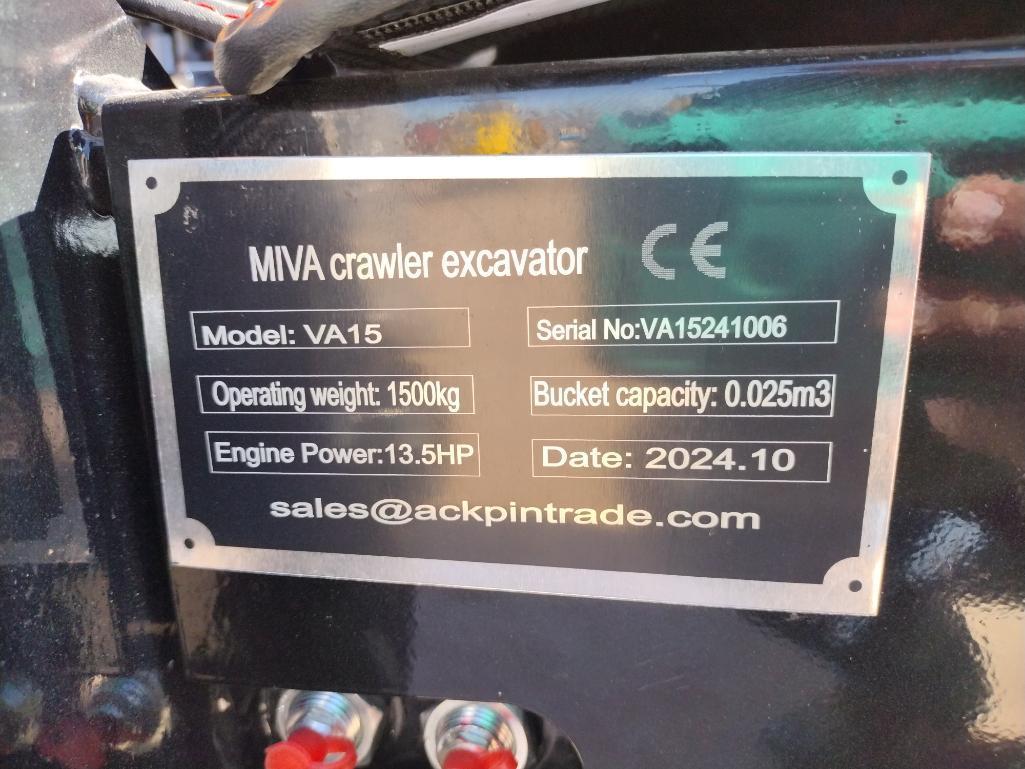 MIVA crawler excavator CE
Model: VA15
Serial No:VA15241006
Operating weight: 1500kg
Bucket capacity: 0.025m3
Engine Power:13.5HP
Date: 2024.10
sales@ackpintrade.com